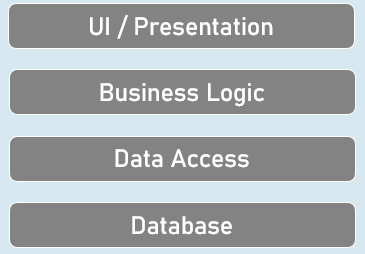 UI / Presentation
Business Logic
Data Access
Database